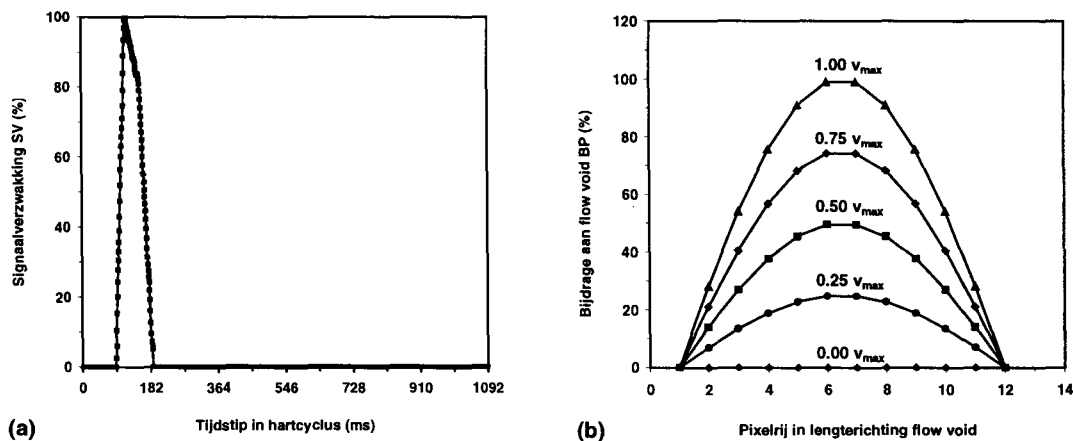 100
80
60
40
20
0
Signaalverzwakking SV (%)
0 182 364 546 728 910 1092
Tijdstip in hartcyclus (ms)
(a)
120
100
80
60
40
20
0
Bijdrage aan flow void BP (%)
1.00 vmax
0.75 vmax
0.50 vmax
0.25 vmax
0.00 vmax
0 2 4 6 8 10 12 14
Pixelrij in lengterichting flow void
(b)